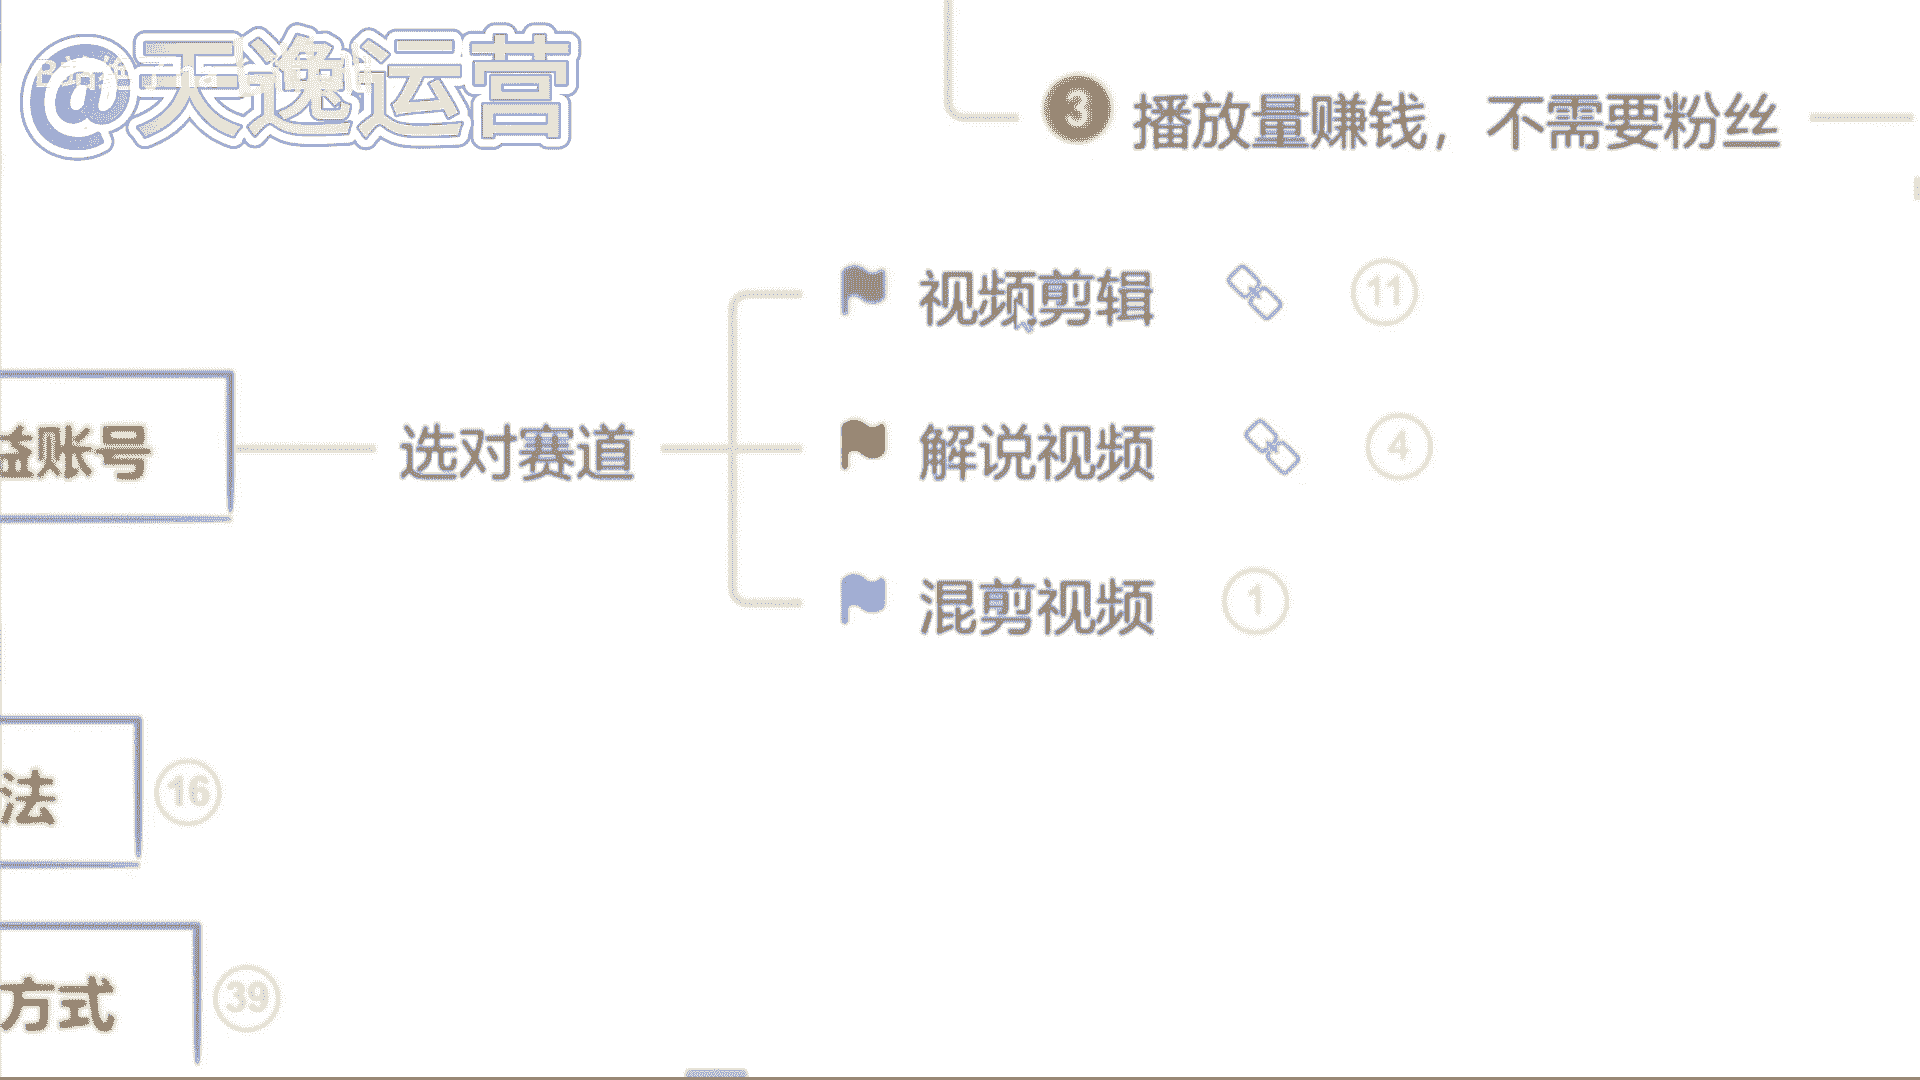 @天逸运营
3 播放量赚钱，不需要粉丝
视频剪辑 11
益账号
选对赛道
解说视频 4
混剪视频 1
法 16
方式 39